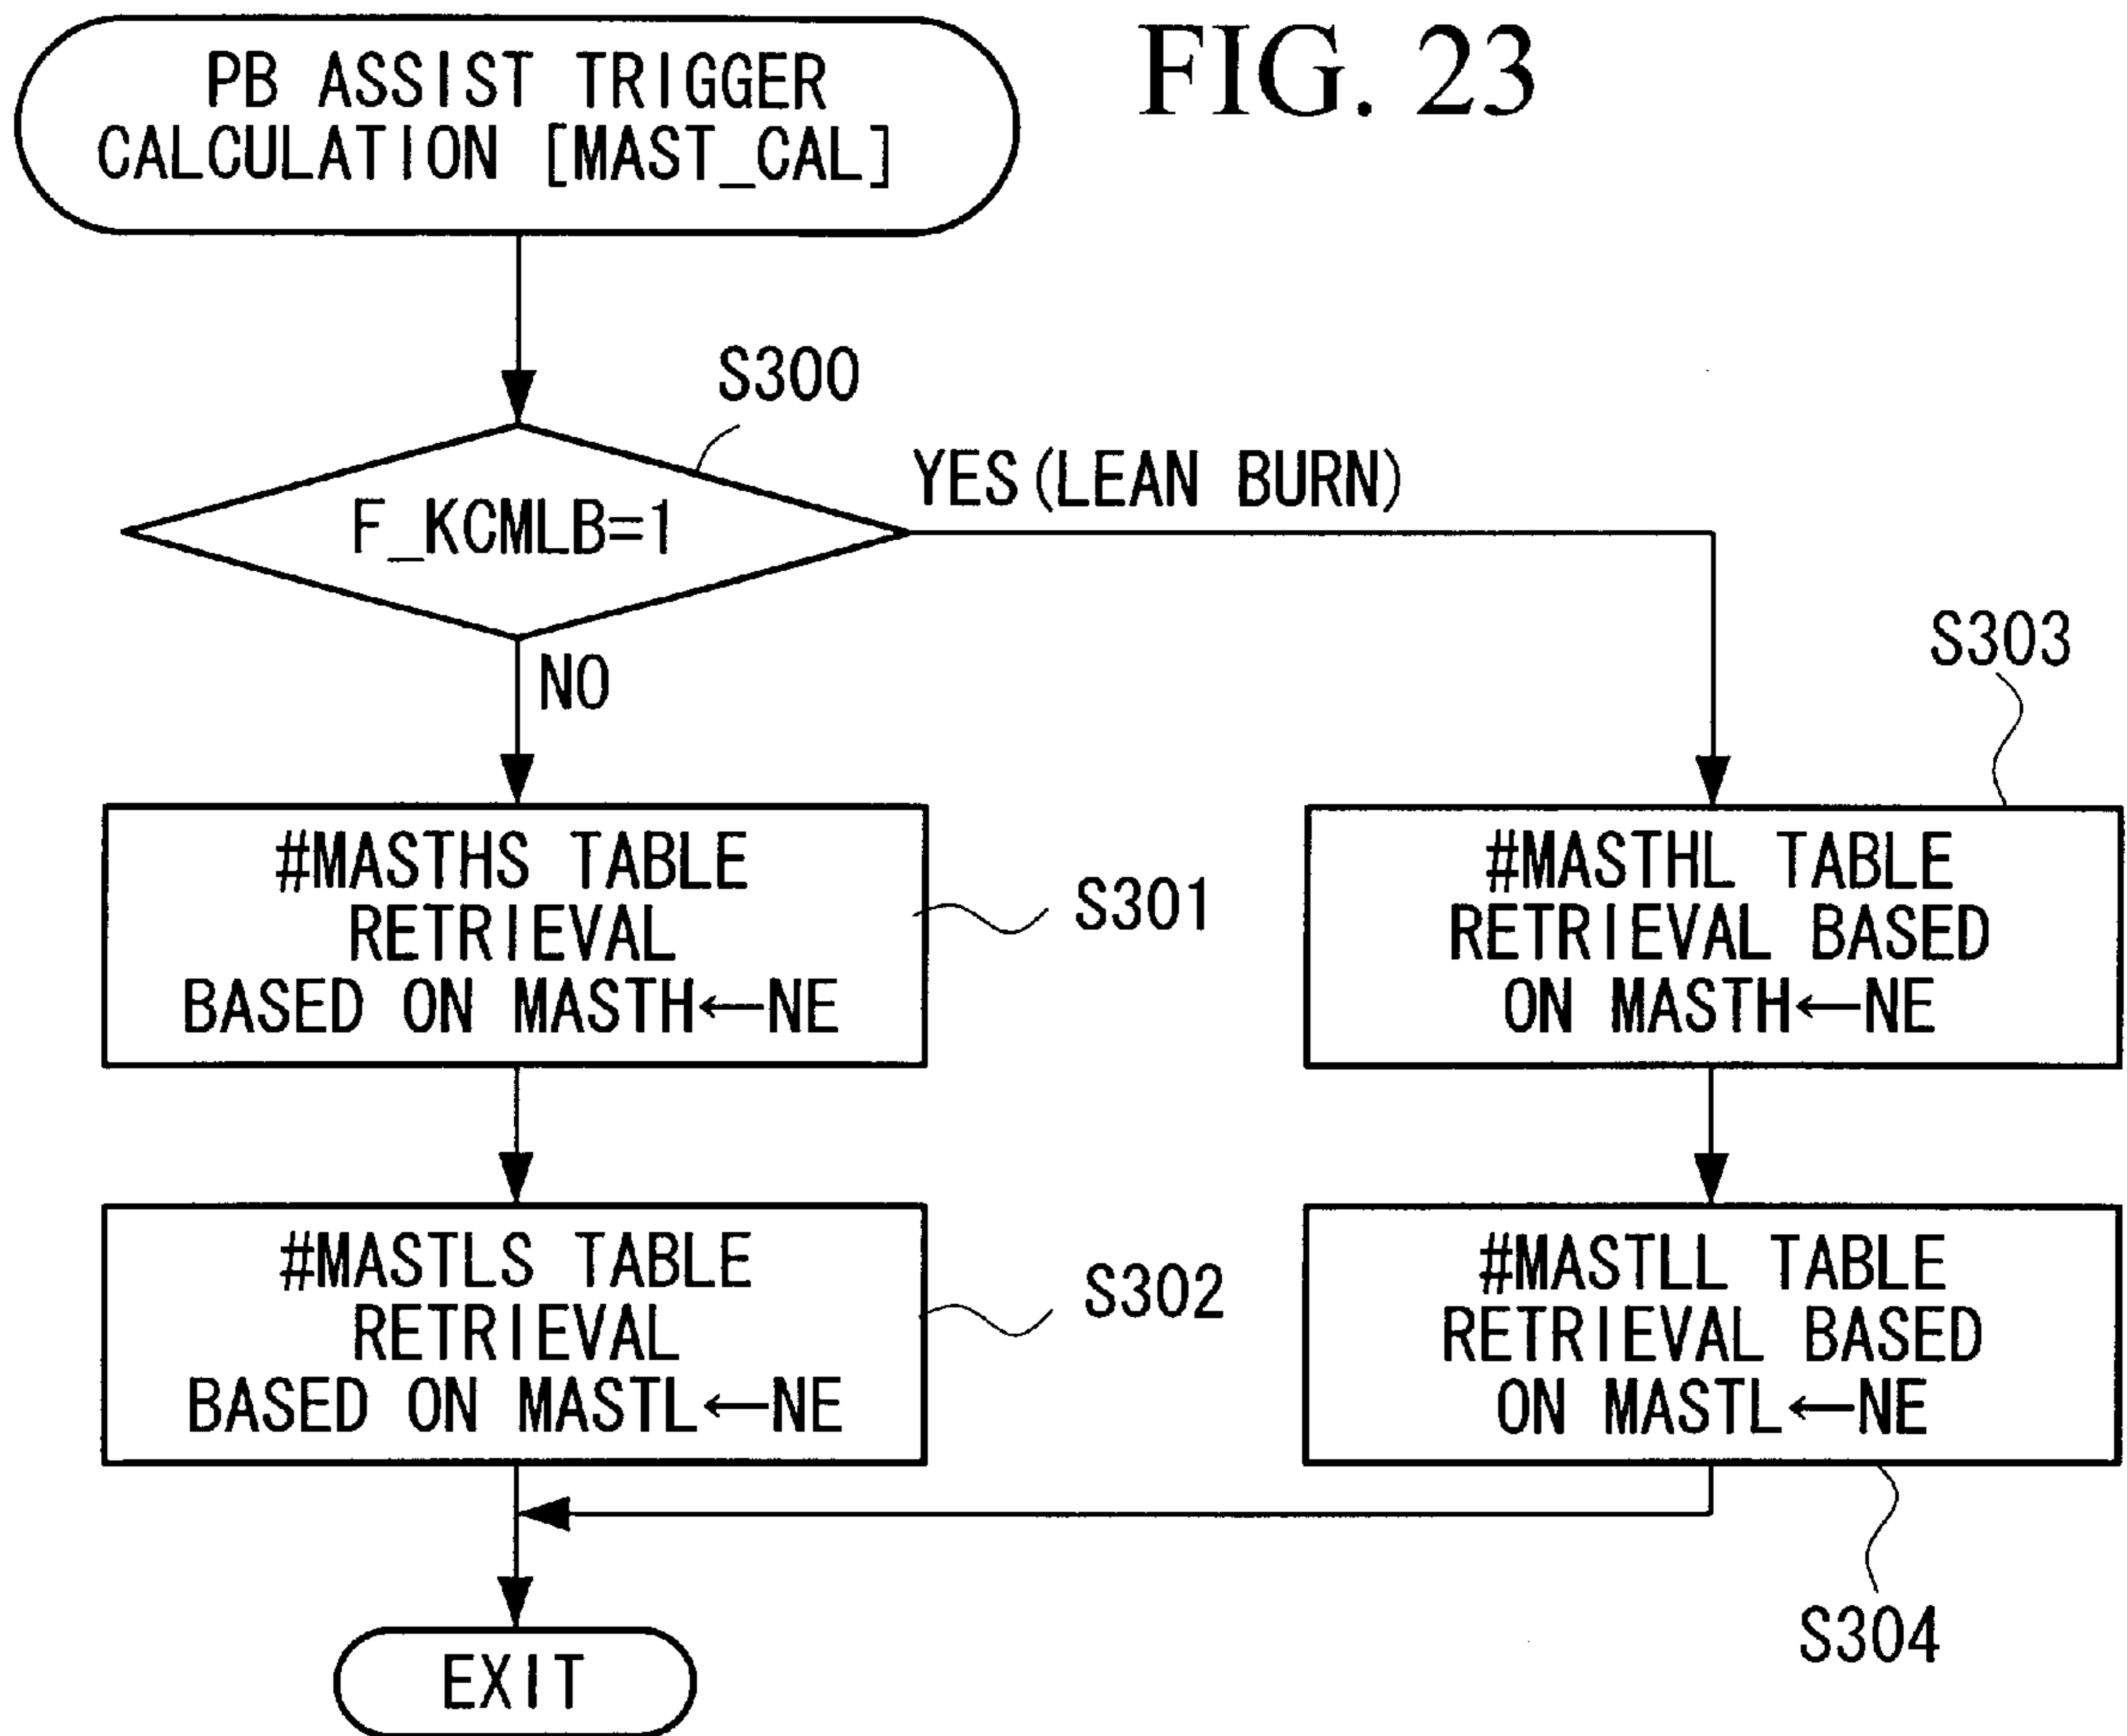 FIG. 23
PB ASSIST TRIGGER
CALCULATION [MAST_CAL]
S300
F_KCMLB=1
YES(LEAN BURN)
NO
S303
#MASTHS TABLE
RETRIEVAL
BASED ON MASTH←NE
S301
#MASTHL TABLE
RETRIEVAL BASED
ON MASTH←NE
#MASTLS TABLE
RETRIEVAL
BASED ON MASTL←NE
S302
#MASTLL TABLE
RETRIEVAL BASED
ON MASTL←NE
S304
EXIT